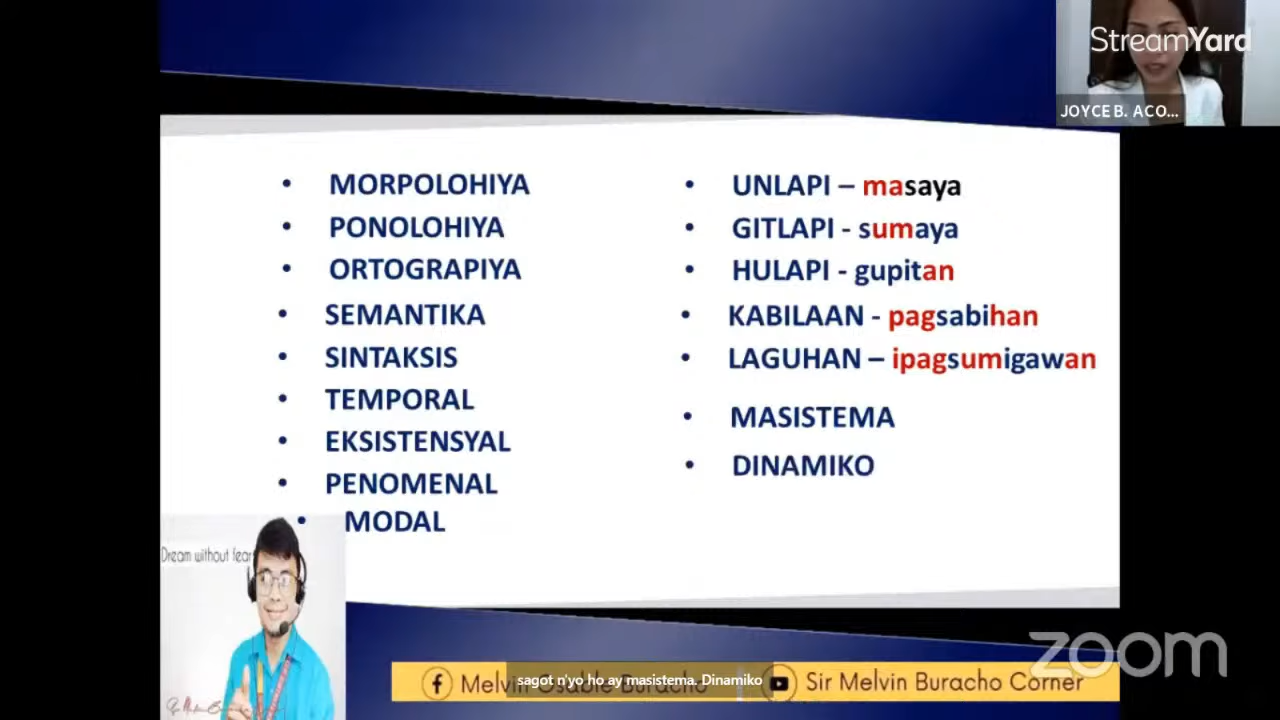 StreamYard
JOYCE B. ACO...
• MORPOLOHIYA
• PONOLOHIYA
• ORTOGRAPIYA
• SEMANTIKA
• SINTAKSIS
• TEMPORAL
• EKSISTENSYAL
• PENOMENAL
• MODAL
• UNLAPI – masaya
• GITLAPI - sumaya
• HULAPI - gupitan
• KABILAAN - pagsabihan
• LAGUHAN – ipagsumigawan
• MASISTEMA
• DINAMIKO
Dream without fear
zoom
Melvin Buracho
sagot n'yo ho ay masistema. Dinamiko
Sir Melvin Buracho Corner